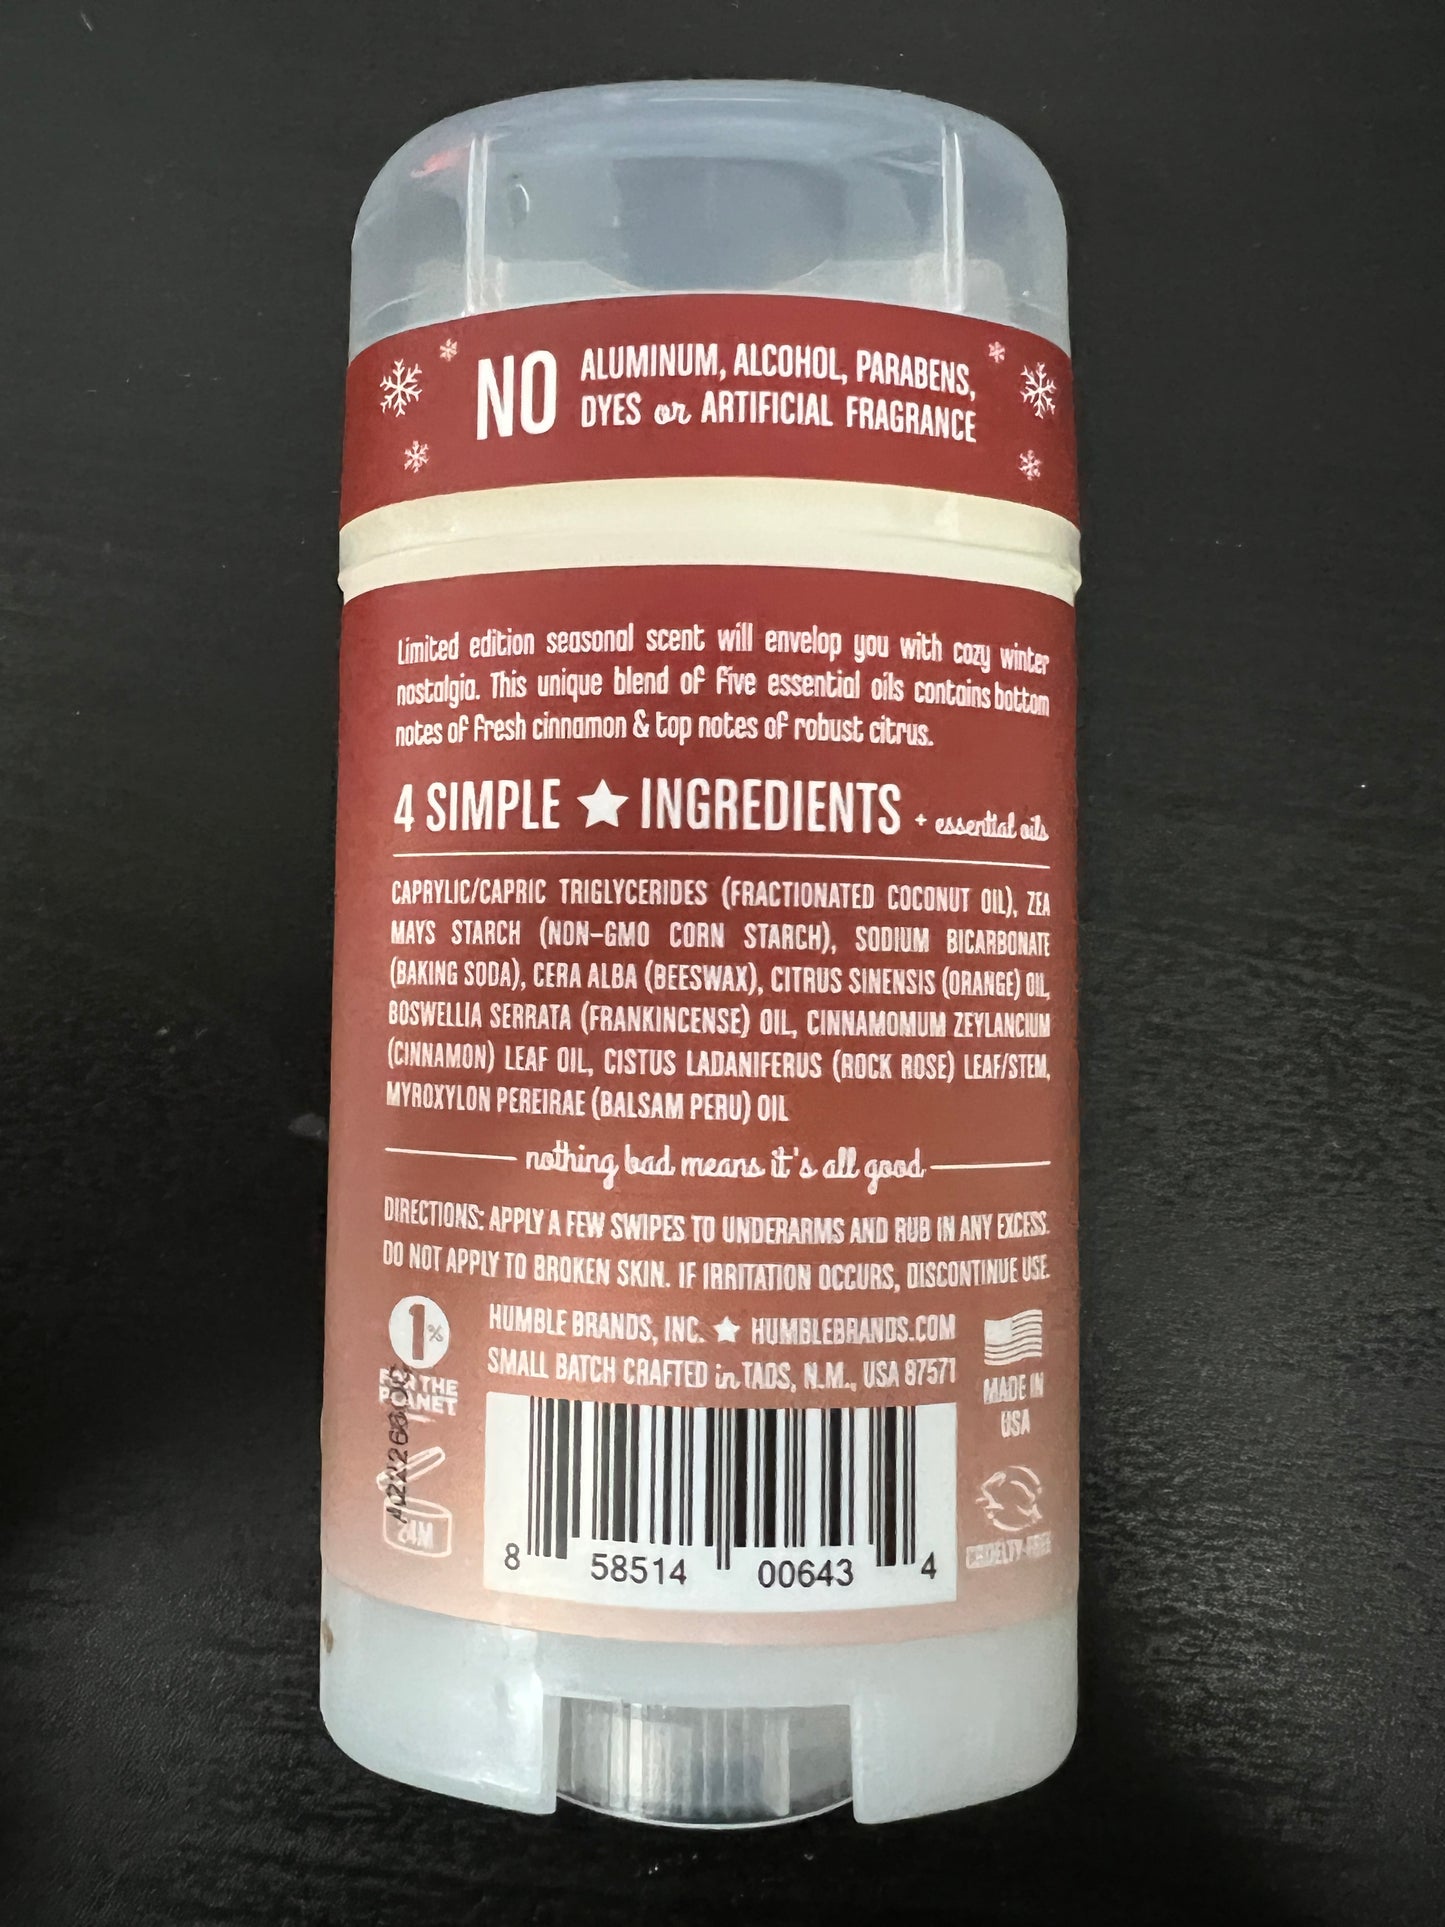 NO ALUMINUM, ALCOHOL, PARABENS,
DYES or ARTIFICIAL FRAGRANCE
Limited edition seasonal scent will envelop you with cozy winter
nostalgia. This unique blend of five essential oils contains bottom
notes of fresh cinnamon & top notes of robust citrus.
4 SIMPLE ★ INGREDIENTS + essential oils
CAPRYLIC/CAPRIC TRIGLYCERIDES (FRACTIONATED COCONUT OIL), ZEA
MAYS STARCH (NON-GMO CORN STARCH), SODIUM BICARBONATE
(BAKING SODA), CERA ALBA (BEESWAX), CITRUS SINENSIS (ORANGE) OIL,
BOSWELLIA SERRATA (FRANKINCENSE) OIL, CINNAMOMUM ZEYLANCIUM
(CINNAMON) LEAF OIL, CISTUS LADANIFERUS (ROCK ROSE) LEAF/STEM,
MYROXYLON PEREIRAE (BALSAM PERU) OIL
nothing bad means it's all good
DIRECTIONS: APPLY A FEW SWIPES TO UNDERARMS AND RUB IN ANY EXCESS.
DO NOT APPLY TO BROKEN SKIN. IF IRRITATION OCCURS, DISCONTINUE USE.
1%
FOR THE
PLANET
HUMBLE BRANDS, INC. ★ HUMBLEBRANDS.COM
SMALL BATCH CRAFTED in TAOS, N.M., USA 87571
MADE IN
USA
24M
CRUELTY-FREE
8 58514 00643 4